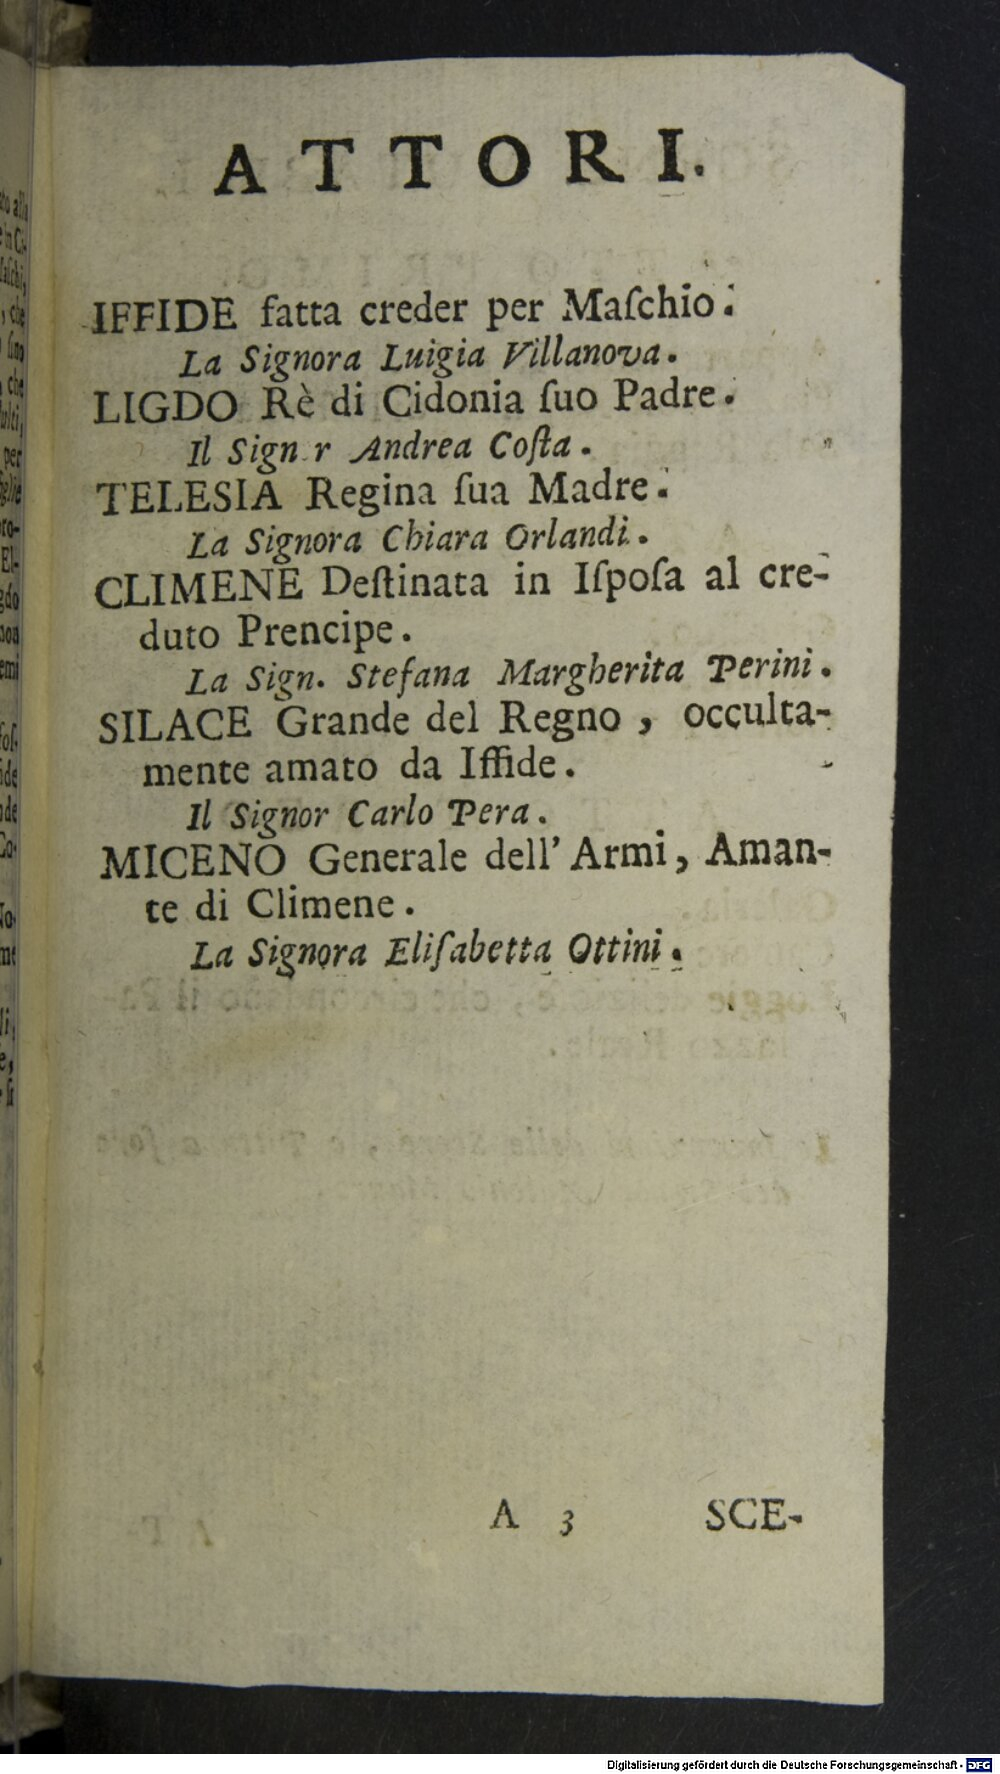 ATTORI.
IFFIDE fatta creder per Maſchio.
La Signora Luigia Villanova.
LIGDO Rè di Cidonia ſuo Padre.
Il Sign r Andrea Coſta.
TELESIA Regina ſua Madre.
La Signora Chiara Orlandi.
CLIMENE Deſtinata in Iſpoſa al cre-
duto Prencipe.
La Sign. Stefana Margherita Perini.
SILACE Grande del Regno, occulta-
mente amato da Iffide.
Il Signor Carlo Pera.
MICENO Generale dell' Armi, Aman-
te di Climene.
La Signora Eliſabetta Ottini.
A 3 SCE-
Digitalisierung gefördert durch die Deutsche Forschungsgemeinschaft - DFG